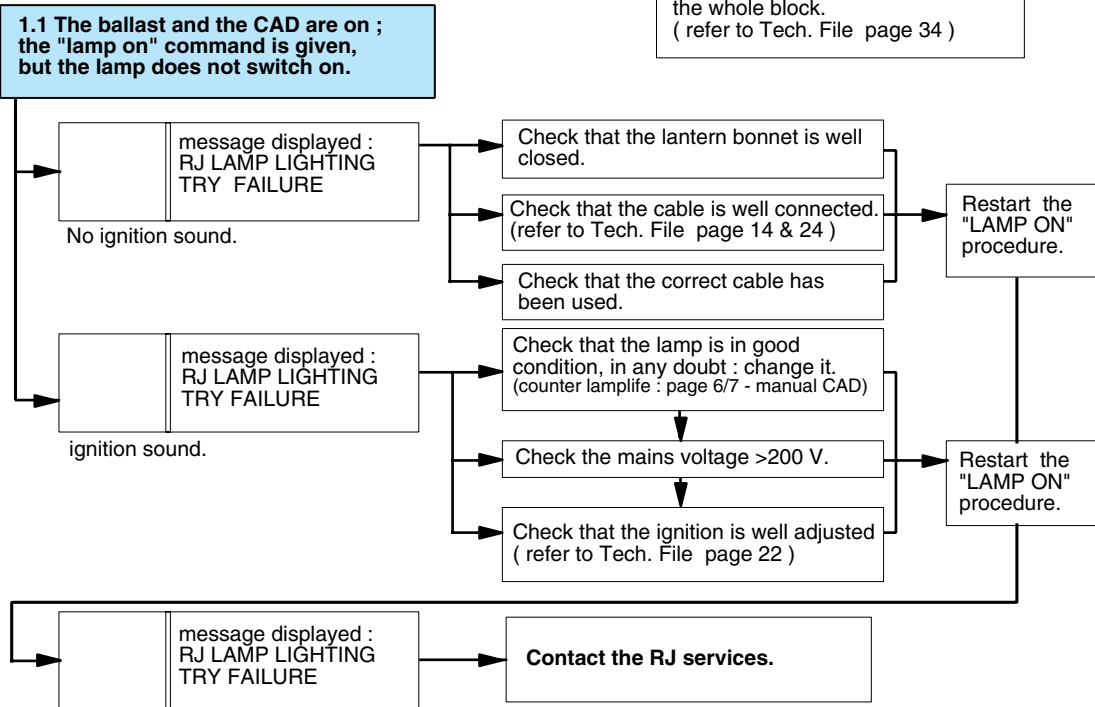 the whole block.
( refer to Tech. File page 34 )
1.1 The ballast and the CAD are on ;
the "lamp on" command is given,
but the lamp does not switch on.
message displayed :
RJ LAMP LIGHTING
TRY FAILURE
No ignition sound.
Check that the lantern bonnet is well
closed.
Check that the cable is well connected.
(refer to Tech. File page 14 & 24 )
Check that the correct cable has
been used.
Restart the
"LAMP ON"
procedure.
message displayed :
RJ LAMP LIGHTING
TRY FAILURE
ignition sound.
Check that the lamp is in good
condition, in any doubt : change it.
(counter lamplife : page 6/7 - manual CAD)
Check the mains voltage >200 V.
Check that the ignition is well adjusted
( refer to Tech. File page 22 )
Restart the
"LAMP ON"
procedure.
message displayed :
RJ LAMP LIGHTING
TRY FAILURE
Contact the RJ services.